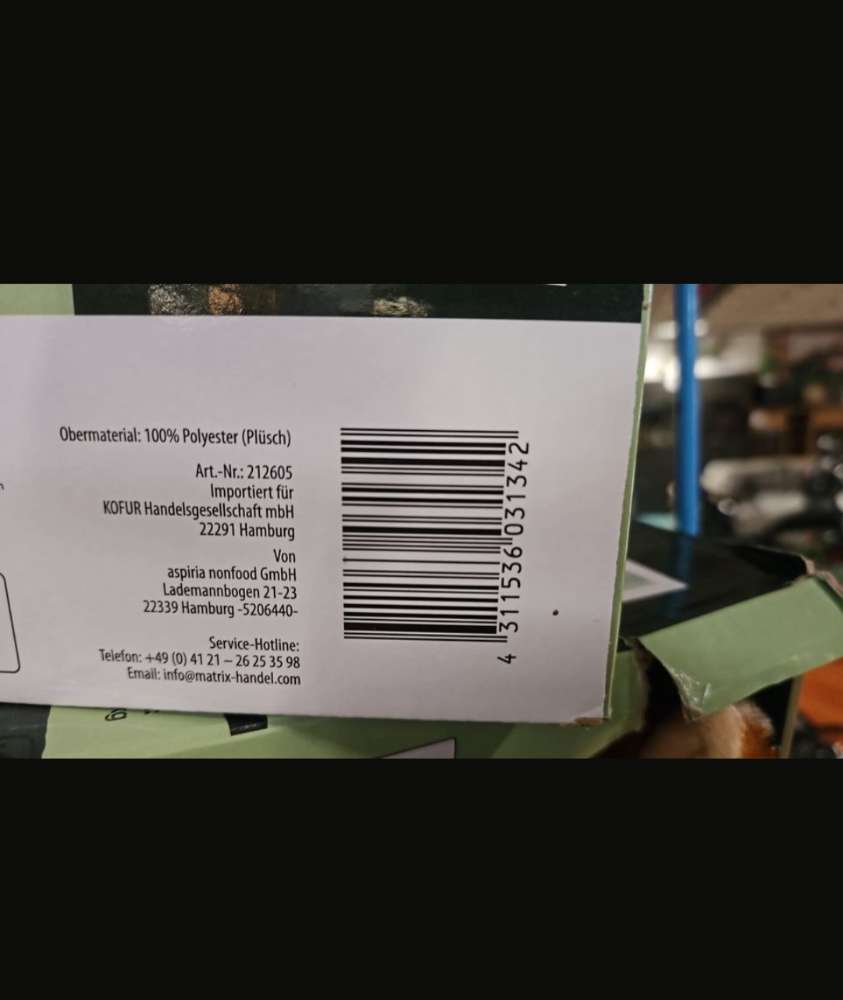 Obermaterial: 100% Polyester (Plüsch)
Art.-Nr.: 212605
Importiert für
KOFUR Handelsgesellschaft mbH
22291 Hamburg
Von
aspiria nonfood GmbH
Lademannbogen 21-23
22339 Hamburg -5206440-
Service-Hotline:
Telefon: +49 (0) 41 21 – 26 25 35 98
Email: info@matrix-handel.com
4 311536 031342